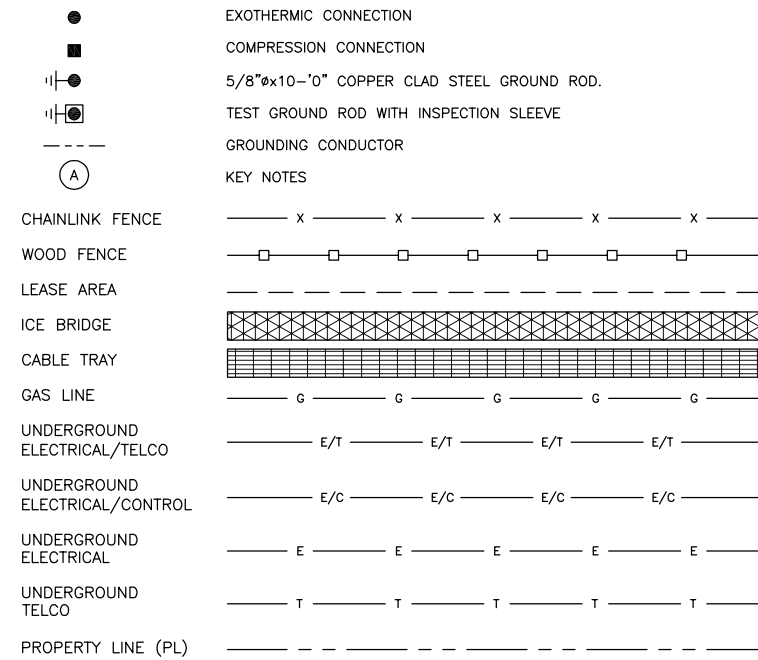 EXOTHERMIC CONNECTION
COMPRESSION CONNECTION
5/8"øx10-'0" COPPER CLAD STEEL GROUND ROD.
TEST GROUND ROD WITH INSPECTION SLEEVE
GROUNDING CONDUCTOR
A KEY NOTES
CHAINLINK FENCE X X X X X
WOOD FENCE
LEASE AREA
ICE BRIDGE
CABLE TRAY
GAS LINE G G G G G
UNDERGROUND
ELECTRICAL/TELCO E/T E/T E/T E/T
UNDERGROUND
ELECTRICAL/CONTROL E/C E/C E/C E/C
UNDERGROUND
ELECTRICAL E E E E E
UNDERGROUND
TELCO T T T T T
PROPERTY LINE (PL)